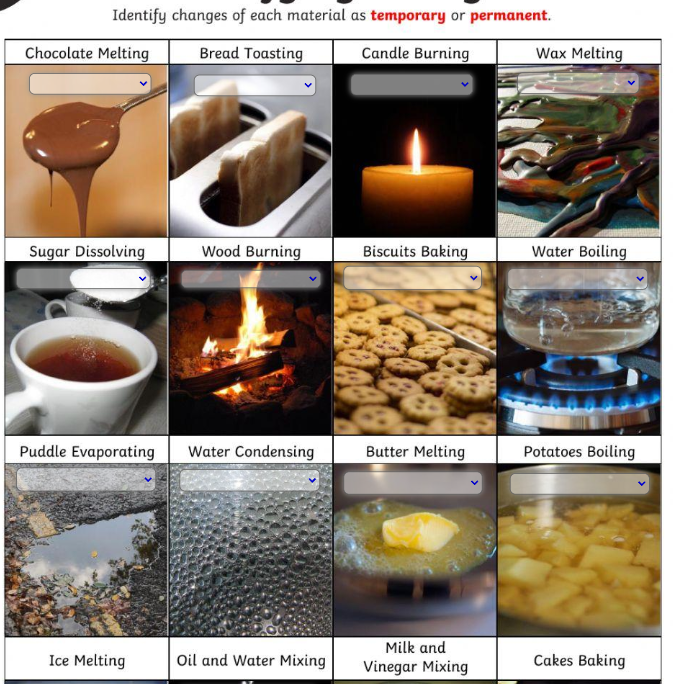 Identify changes of each material as temporary or permanent.
Chocolate Melting
Bread Toasting
Candle Burning
Wax Melting
Sugar Dissolving
Wood Burning
Biscuits Baking
Water Boiling
Puddle Evaporating
Water Condensing
Butter Melting
Potatoes Boiling
Ice Melting
Oil and Water Mixing
Milk and
Vinegar Mixing
Cakes Baking